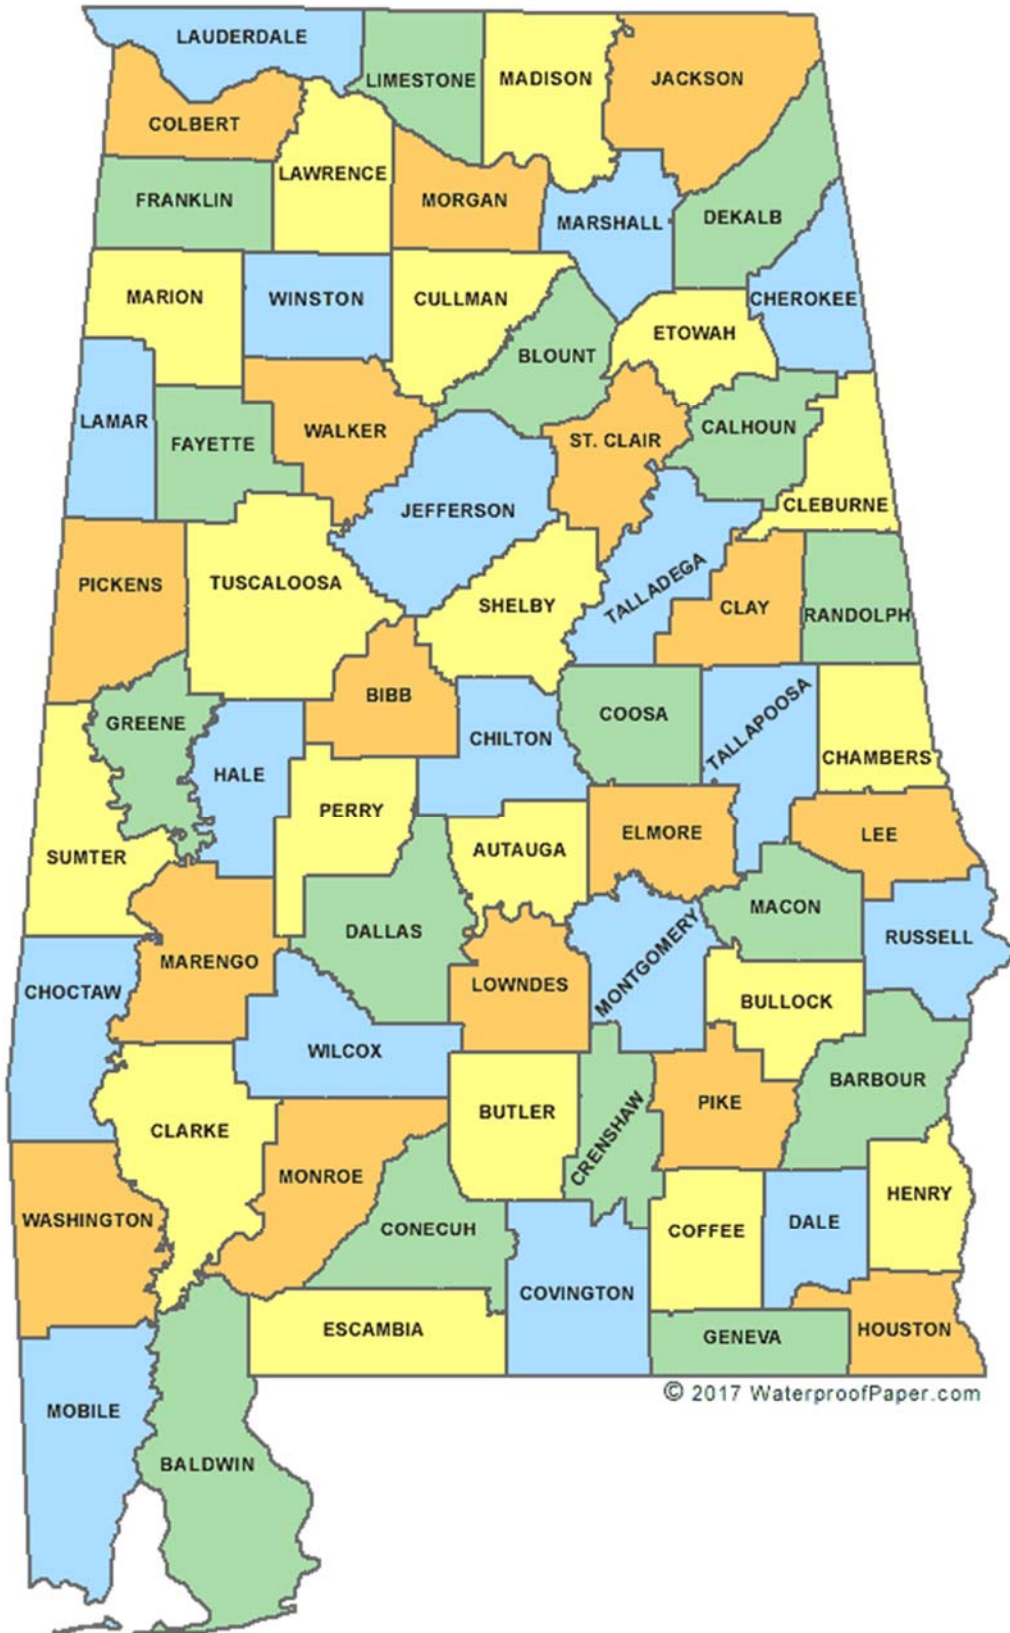 LAUDERDALE
LIMESTONE
MADISON
JACKSON
COLBERT
LAWRENCE
FRANKLIN
MORGAN
MARSHALL
DEKALB
MARION
WINSTON
CULLMAN
CHEROKEE
ETOWAH
BLOUNT
LAMAR
FAYETTE
WALKER
ST. CLAIR
CALHOUN
JEFFERSON
CLEBURNE
PICKENS
TUSCALOOSA
SHELBY
TALLADEGA
CLAY
RANDOLPH
GREENE
BIBB
COOSA
TALLAPOOSA
HALE
CHILTON
CHAMBERS
PERRY
ELMORE
LEE
SUMTER
AUTAUGA
DALLAS
MACON
MARENGO
RUSSELL
CHOCTAW
LOWNDES
MONTGOMERY
BULLOCK
WILCOX
BARBOUR
CLARKE
BUTLER
CRENSHAW
PIKE
MONROE
HENRY
WASHINGTON
CONECUH
COFFEE
DALE
COVINGTON
ESCAMBIA
GENEVA
HOUSTON
© 2017 WaterproofPaper.com
MOBILE
BALDWIN